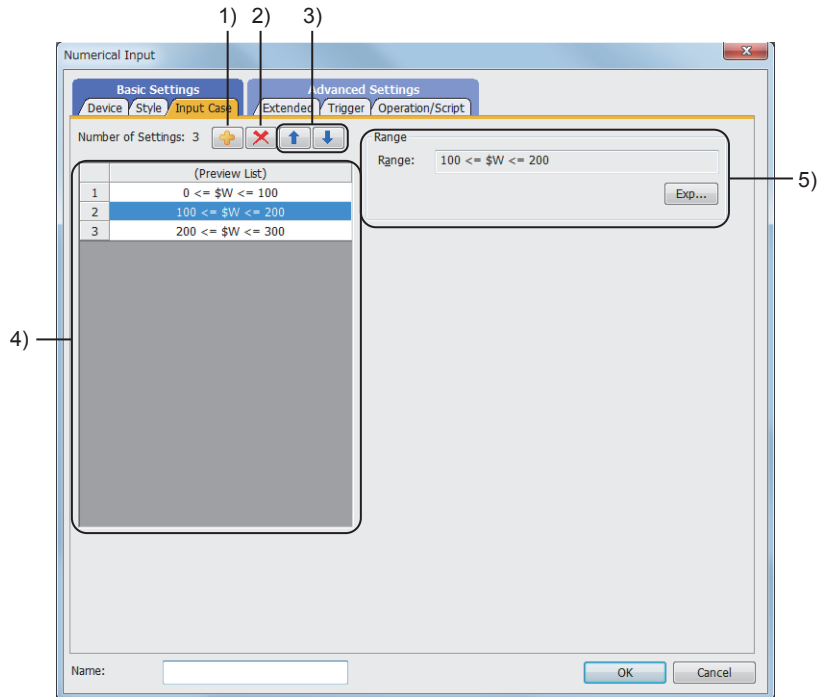 1) 2) 3)
Numerical Input
Basic Settings Advanced Settings
Device Style Input Case Extended Trigger Operation/Script
Number of Settings: 3
Range
Range: 100 <= $W <= 200
Exp...
5)
(Preview List)
1 0 <= $W <= 100
2 100 <= $W <= 200
3 200 <= $W <= 300
4)
Name:
OK Cancel